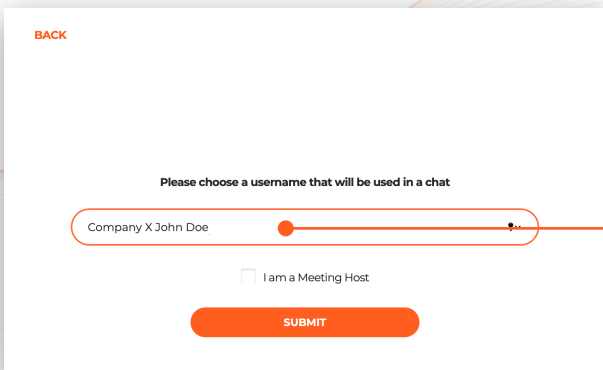 BACK
Please choose a username that will be used in a chat
Company X John Doe
I am a Meeting Host
SUBMIT